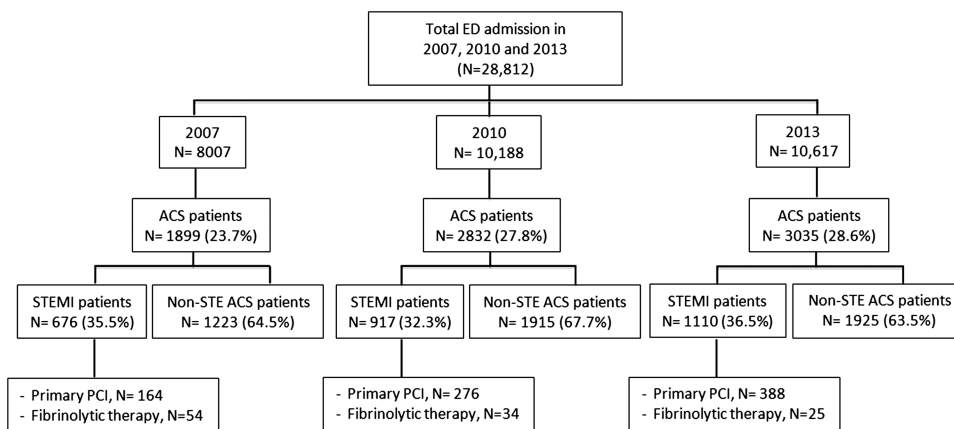 Total ED admission in
2007, 2010 and 2013
(N=28,812)
2007
N= 8007
2010
N= 10,188
2013
N= 10,617
ACS patients
N= 1899 (23.7%)
ACS patients
N= 2832 (27.8%)
ACS patients
N= 3035 (28.6%)
STEMI patients
N= 676 (35.5%)
Non-STE ACS patients
N= 1223 (64.5%)
STEMI patients
N= 917 (32.3%)
Non-STE ACS patients
N= 1915 (67.7%)
STEMI patients
N= 1110 (36.5%)
Non-STE ACS patients
N= 1925 (63.5%)
- Primary PCI, N= 164
- Fibrinolytic therapy, N=54
- Primary PCI, N= 276
- Fibrinolytic therapy, N=34
- Primary PCI, N= 388
- Fibrinolytic therapy, N=25